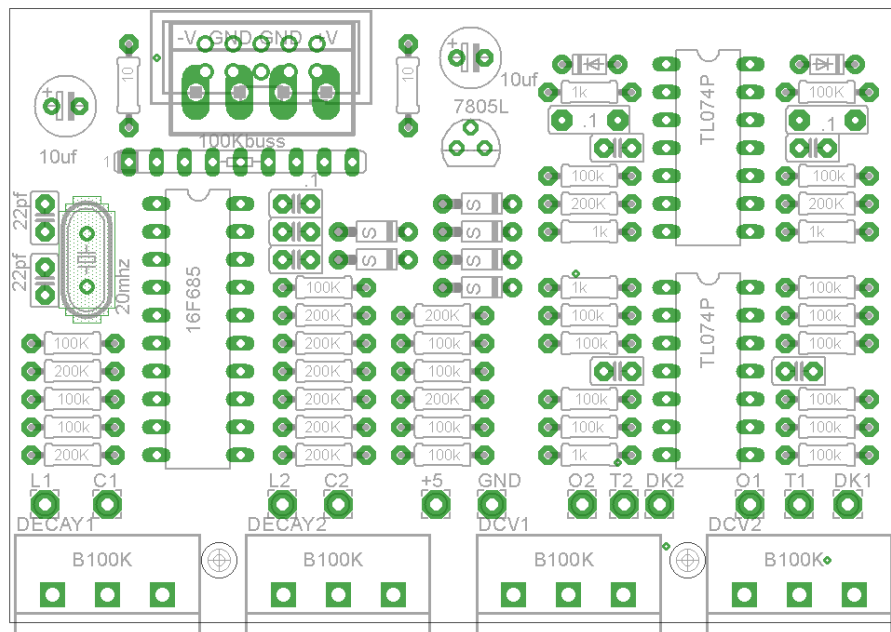 -V GND GND +V
+
10uf
10
10
+
10uf
7805L
1k
.1
100k
200K
1k
TL074P
100K
.1
100k
200K
1k
100Kbuss
1
22pf
22pf
20mhz
16F685
.1
S
S
S
S
S
S
100K
200K
100k
100k
200K
100K
200K
100K
200K
100k
100k
200K
200K
100K
100k
200K
100k
100k
1k
100k
100k
100k
100k
1k
TL074P
100k
100k
100k
100k
100k
100k
L1 C1 L2 C2 +5 GND O2 T2 DK2 O1 T1 DK1
DECAY1 DECAY2 DCV1 DCV2
B100K B100K B100K B100K